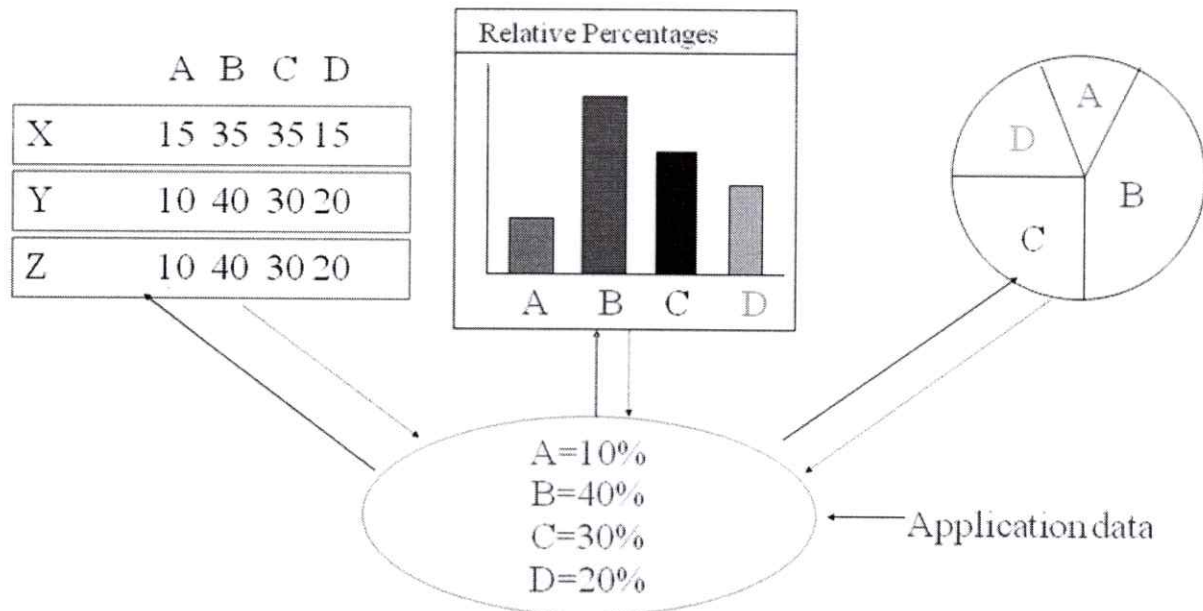 A B C D
X 15 35 35 15
Y 10 40 30 20
Z 10 40 30 20
Relative Percentages
A B C D
A
B
C
D
A=10%
B=40%
C=30%
D=20%
Application data